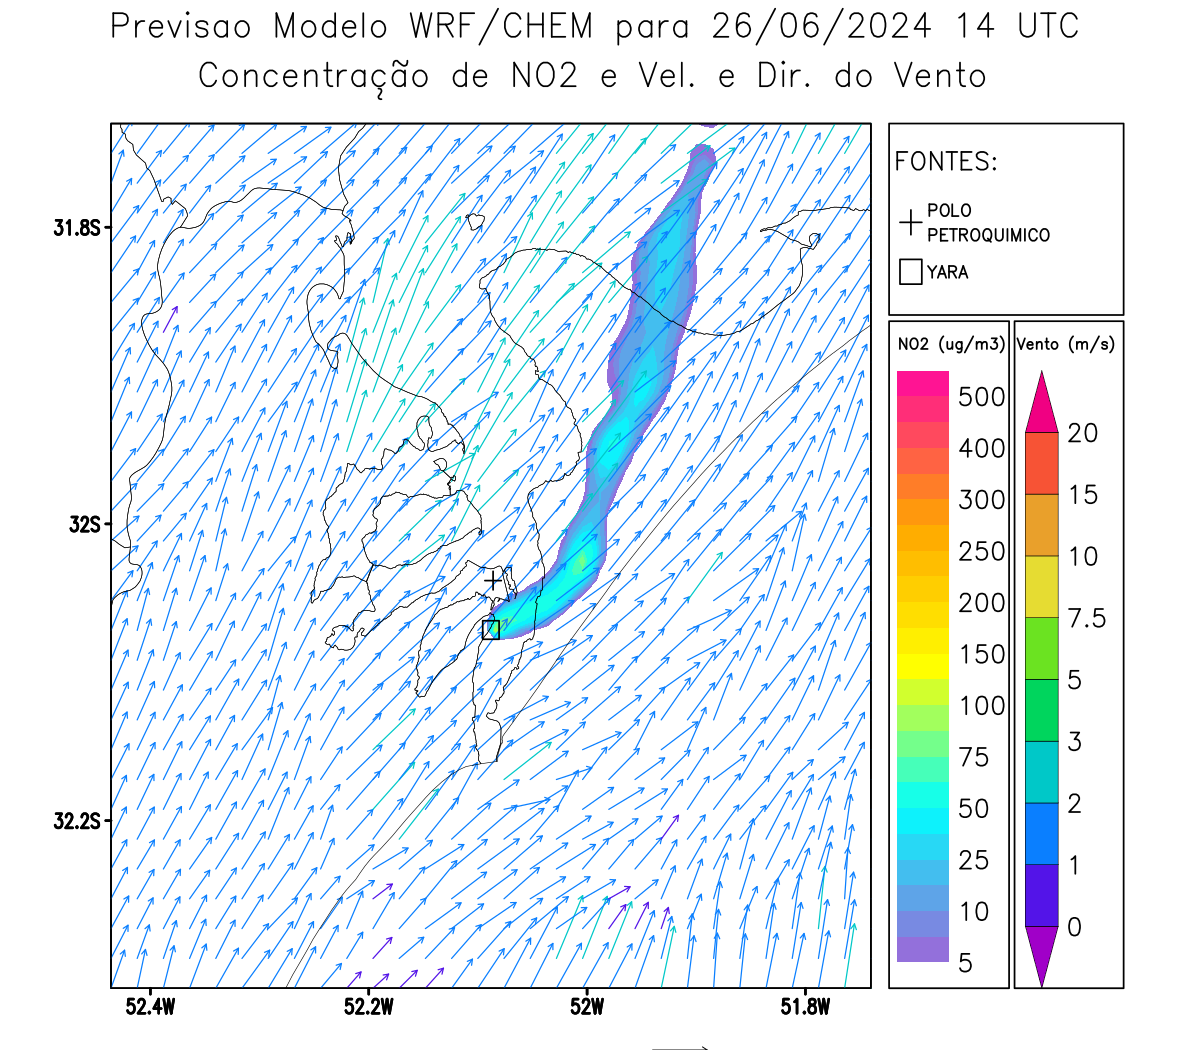 Previsao Modelo WRF/CHEM para 26/06/2024 14 UTC
Concentração de NO2 e Vel. e Dir. do Vento
FONTES:
POLO
PETROQUIMICO
YARA
31.8S
32S
32.2S
52.4W 52.2W 52W 51.8W
NO2 (ug/m3)
500
400
300
250
200
150
100
75
50
25
10
5
Vento (m/s)
20
15
10
7.5
5
3
2
1
0